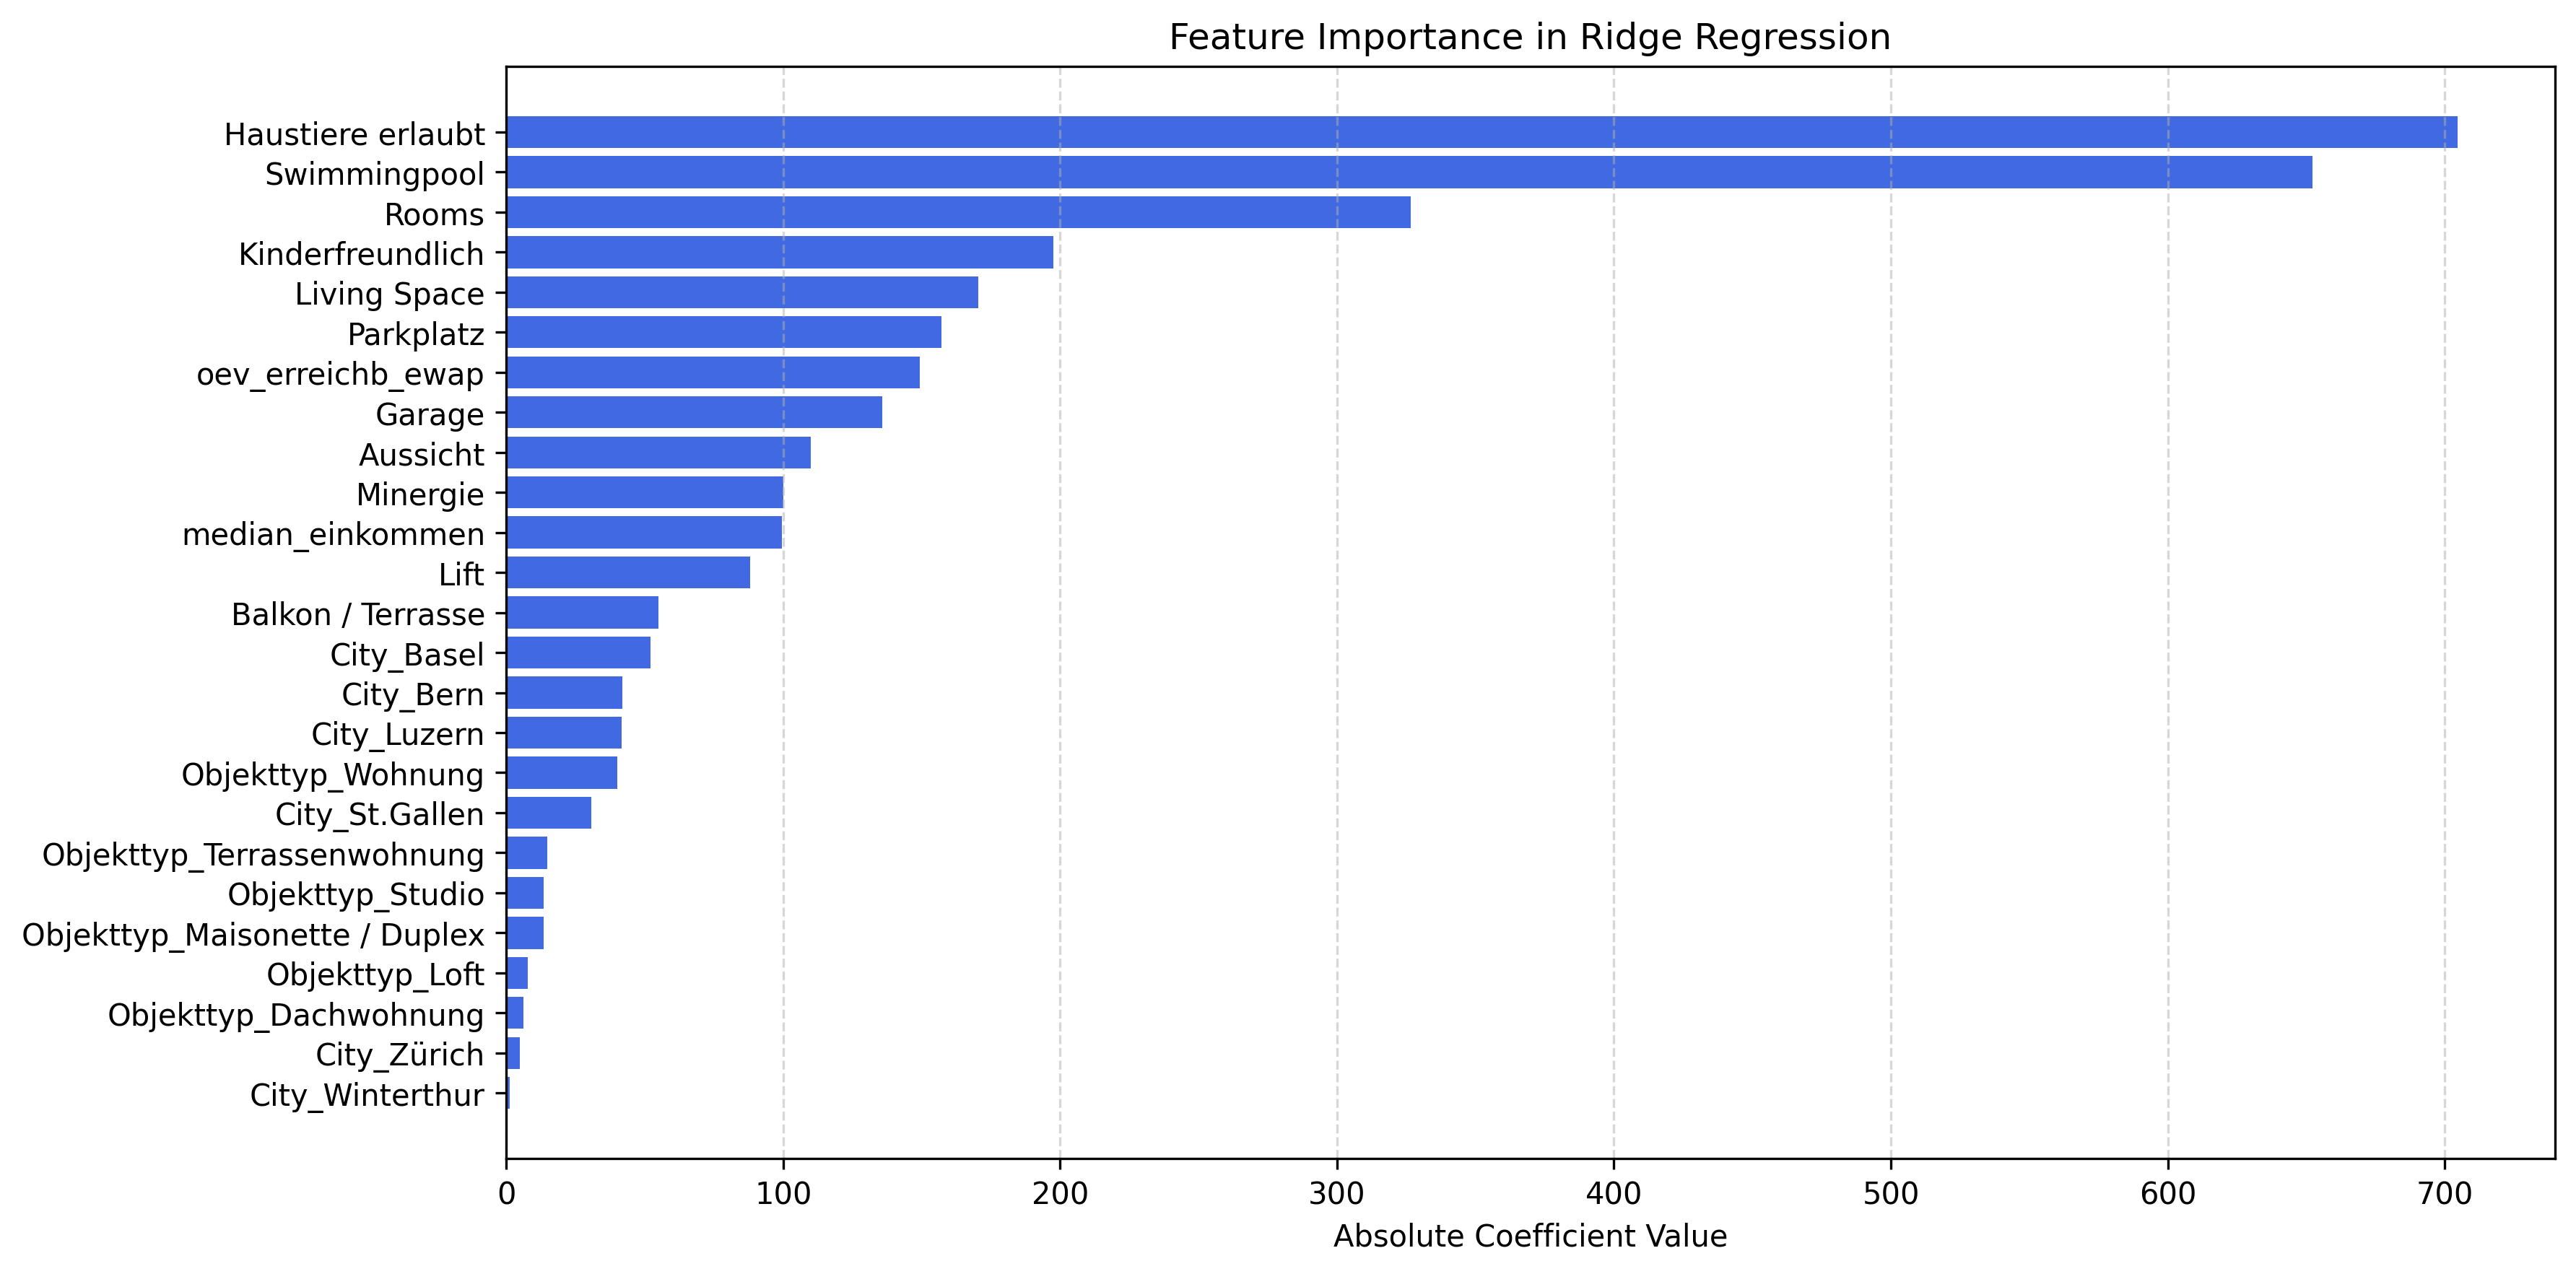 Feature Importance in Ridge Regression
Haustiere erlaubt
Swimmingpool
Rooms
Kinderfreundlich
Living Space
Parkplatz
oev_erreichb_ewap
Garage
Aussicht
Minergie
median_einkommen
Lift
Balkon / Terrasse
City_Basel
City_Bern
City_Luzern
Objekttyp_Wohnung
City_St.Gallen
Objekttyp_Terrassenwohnung
Objekttyp_Studio
Objekttyp_Maisonette / Duplex
Objekttyp_Loft
Objekttyp_Dachwohnung
City_Zürich
City_Winterthur
0 100 200 300 400 500 600 700
Absolute Coefficient Value